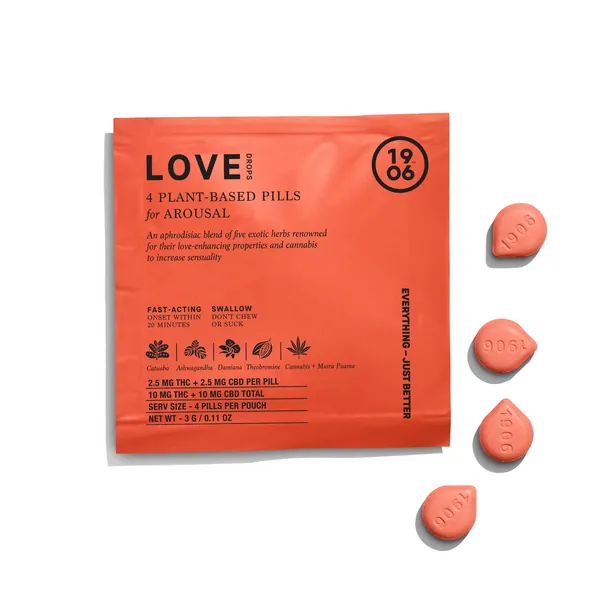 LOVE DROPS
4 PLANT-BASED PILLS
for AROUSAL
An aphrodisiac blend of five exotic herbs renowned
for their love-enhancing properties and cannabis
to increase sensuality
19
06
FAST-ACTING
ONSET WITHIN
20 MINUTES
SWALLOW
DON'T CHEW
OR SUCK
Catuaba
Ashwagandha
Damiana
Theobromine
Cannabis + Muira Puama
2.5 MG THC + 2.5 MG CBD PER PILL
10 MG THC + 10 MG CBD TOTAL
SERV SIZE - 4 PILLS PER POUCH
NET WT - 3 G / 0.11 OZ
EVERYTHING – JUST BETTER
1906
1906
1906
1906